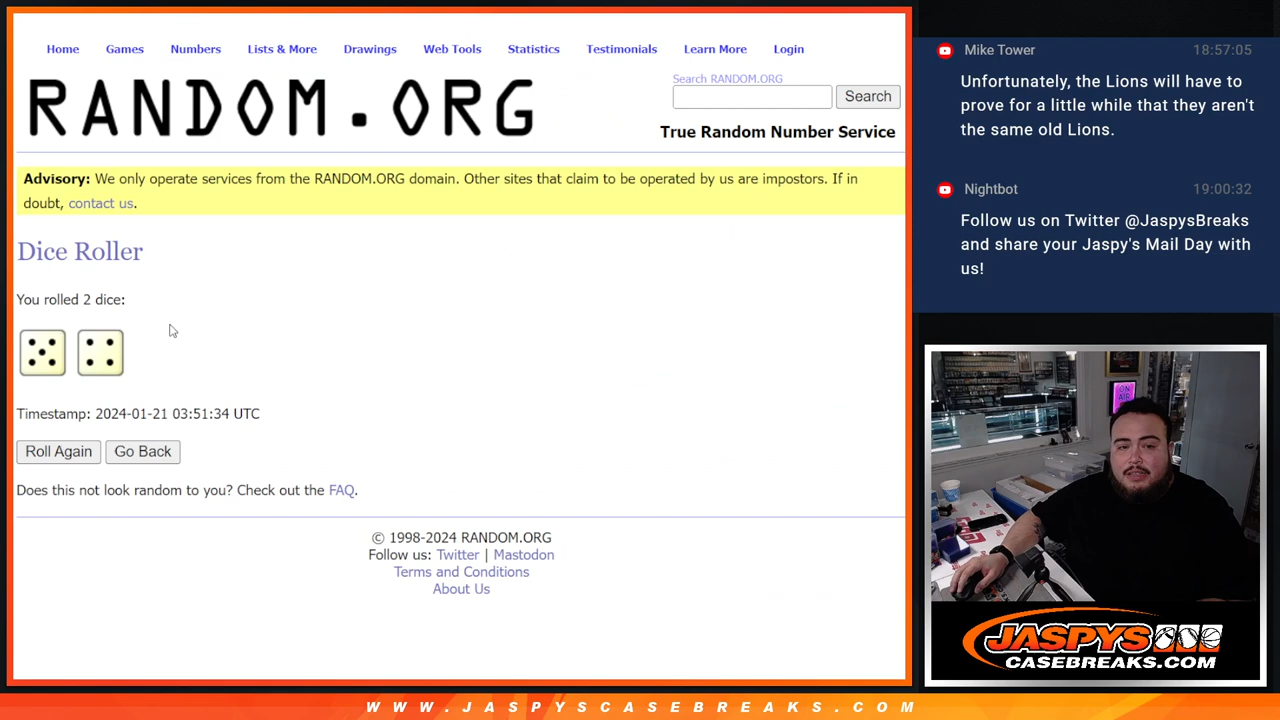 Home Games Numbers Lists & More Drawings Web Tools Statistics Testimonials Learn More Login
RANDOM.ORG
Search RANDOM.ORG
Search
True Random Number Service
Advisory: We only operate services from the RANDOM.ORG domain. Other sites that claim to be operated by us are impostors. If in
doubt, contact us.
Dice Roller
You rolled 2 dice:
Timestamp: 2024-01-21 03:51:34 UTC
Roll Again Go Back
Does this not look random to you? Check out the FAQ.
© 1998-2024 RANDOM.ORG
Follow us: Twitter | Mastodon
Terms and Conditions
About Us
Mike Tower 18:57:05
Unfortunately, the Lions will have to
prove for a little while that they aren't
the same old Lions.
Nightbot 19:00:32
Follow us on Twitter @JaspysBreaks
and share your Jaspy's Mail Day with
us!
ON
AIR
JASPYS
CASEBREAKS.COM
WWW.JASPYSCASEBREAKS.COM